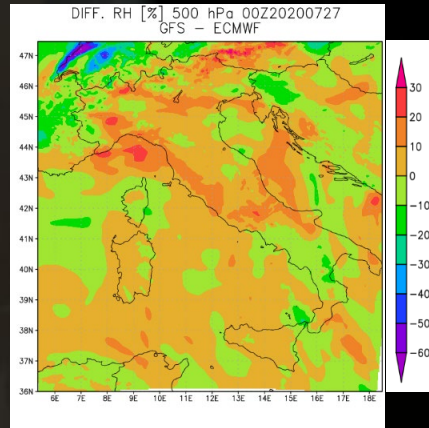 DIFF. RH [%] 500 hPa 00Z20200727
GFS – ECMWF
47N
46N
45N
44N
43N
42N
41N
40N
39N
38N
37N
36N
6E 7E 8E 9E 10E 11E 12E 13E 14E 15E 16E 17E 18E
30
20
10
0
-10
-20
-30
-40
-50
-60